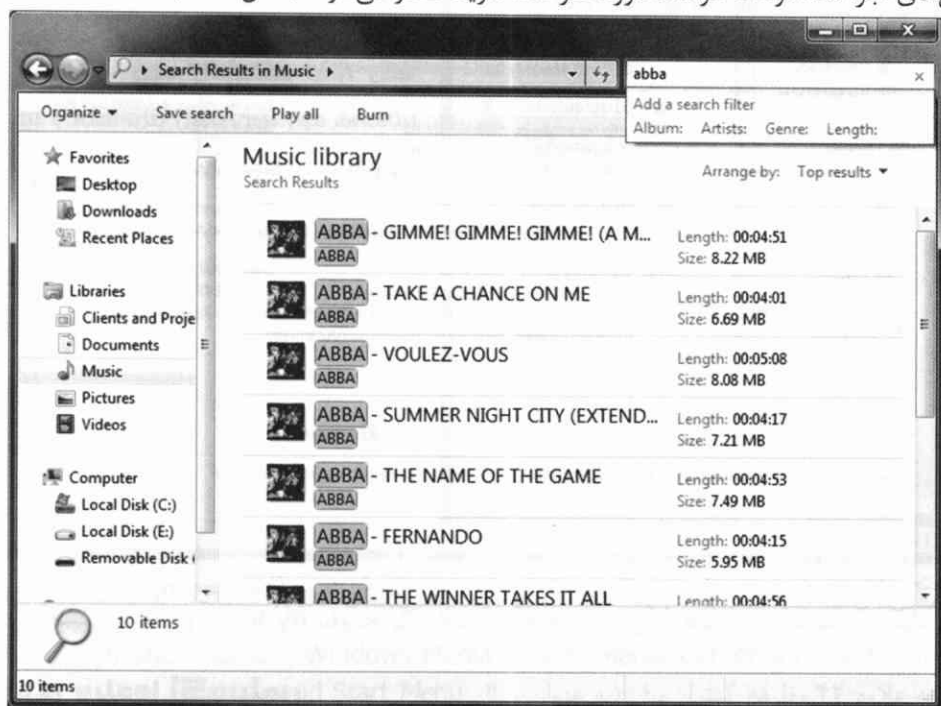 Search Results in Music
abba
Organize Save search Play all Burn
Add a search filter
Album: Artists: Genre: Length:
Favorites
Desktop
Downloads
Recent Places
Libraries
Clients and Proje
Documents
Music
Pictures
Videos
Computer
Local Disk (C:)
Local Disk (E:)
Removable Disk
Music library
Search Results
Arrange by: Top results
ABBA - GIMME! GIMME! GIMME! (A M...
ABBA
Length: 00:04:51
Size: 8.22 MB
ABBA - TAKE A CHANCE ON ME
ABBA
Length: 00:04:01
Size: 6.69 MB
ABBA - VOULEZ-VOUS
ABBA
Length: 00:05:08
Size: 8.08 MB
ABBA - SUMMER NIGHT CITY (EXTEND...
ABBA
Length: 00:04:17
Size: 7.21 MB
ABBA - THE NAME OF THE GAME
ABBA
Length: 00:04:53
Size: 7.49 MB
ABBA - FERNANDO
ABBA
Length: 00:04:15
Size: 5.95 MB
ABBA - THE WINNER TAKES IT ALL
Length: 00:04:56
10 items
10 items